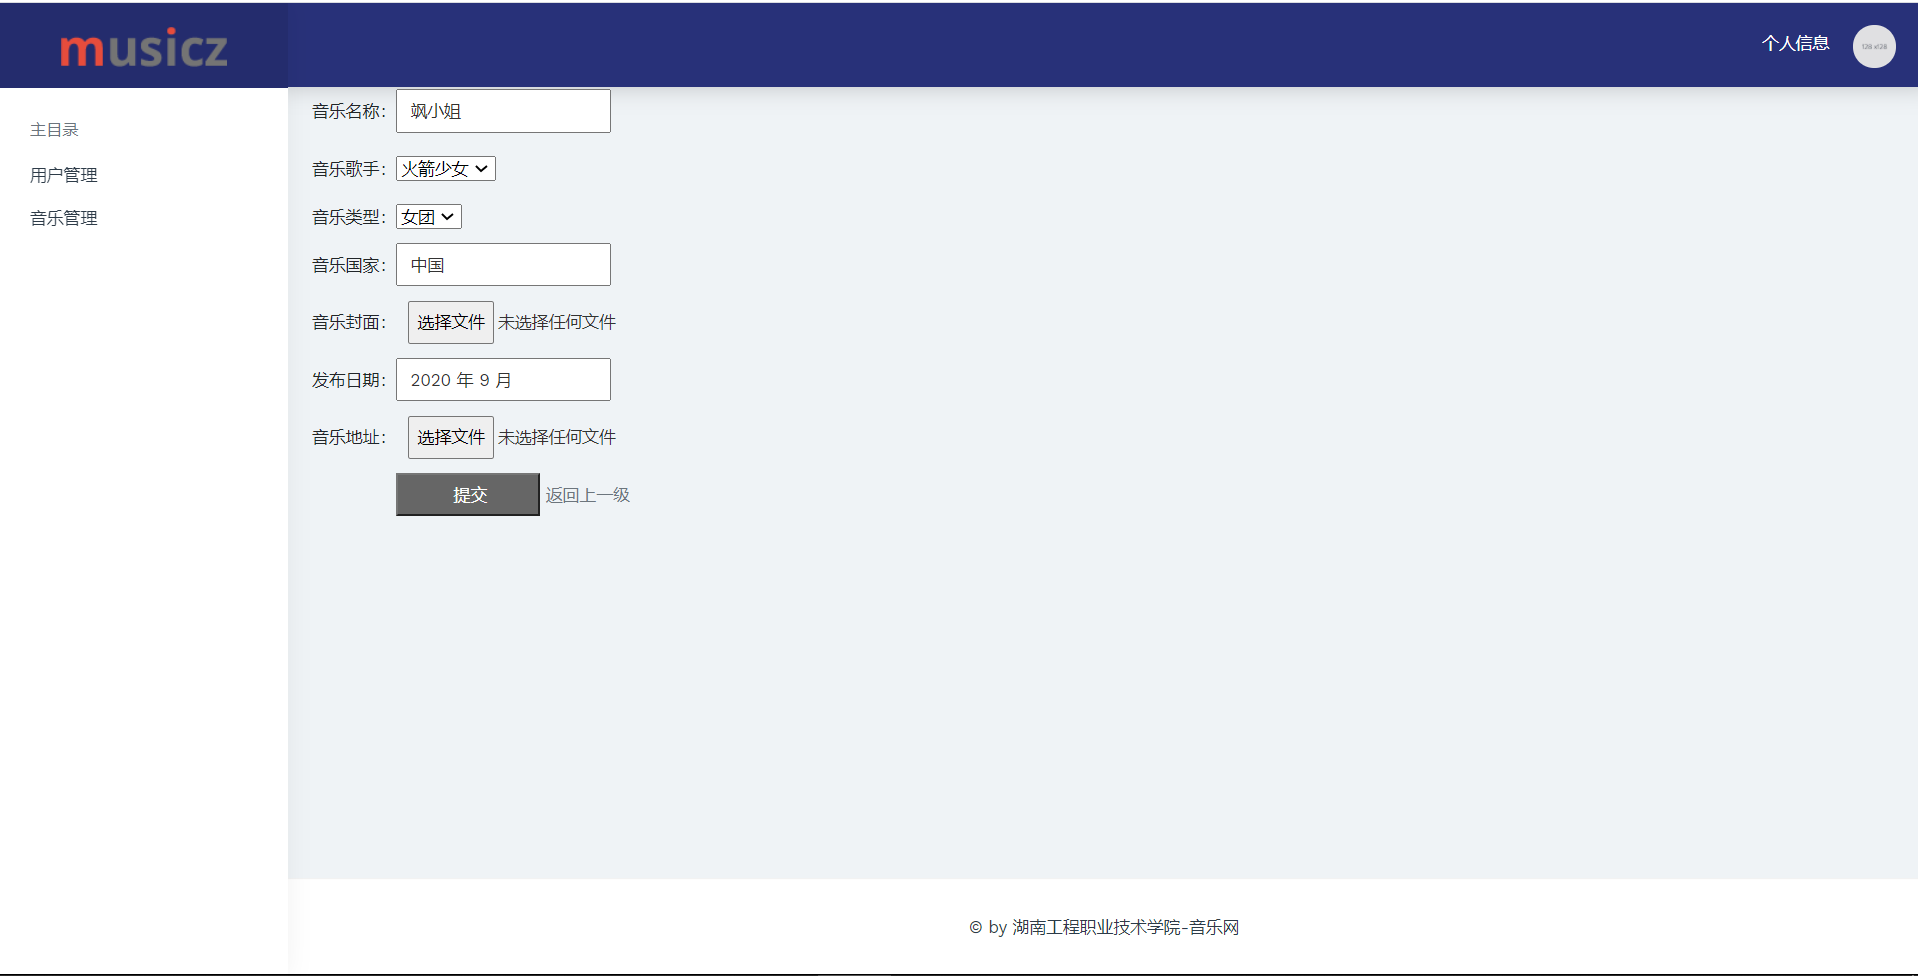 musicz
个人信息
128 x128
主目录
用户管理
音乐管理
音乐名称： 飒小姐
音乐歌手： 火箭少女
音乐类型： 女团
音乐国家： 中国
音乐封面： 选择文件 未选择任何文件
发布日期： 2020 年 9 月
音乐地址： 选择文件 未选择任何文件
提交 返回上一级
© by 湖南工程职业技术学院-音乐网